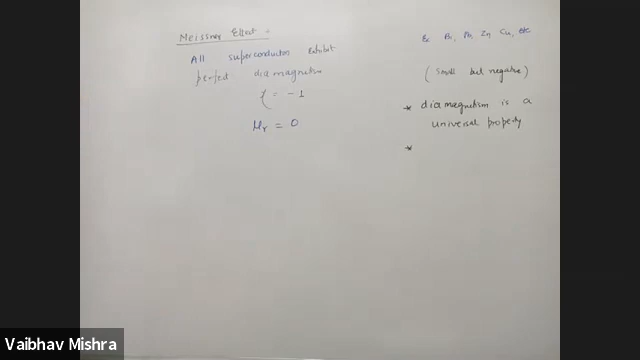 Meissner Effect :
All superconductors exhibit
perfect diamagnetism
χ = -1
μr = 0
Pb, Zn, Cu, etc
(small but negative)
* diamagnetism is a
universal property
*
Vaibhav Mishra